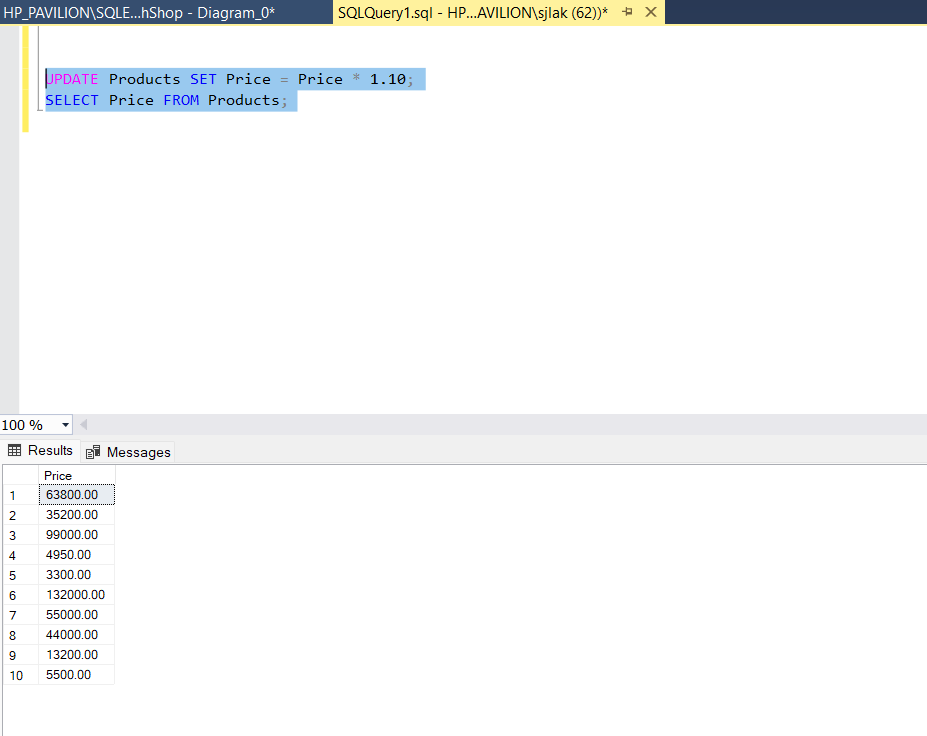 HP_PAVILION\SQLE...hShop - Diagram_0* SQLQuery1.sql - HP...AVILION\sjlak (62))*
UPDATE Products SET Price = Price * 1.10;
SELECT Price FROM Products;
100 %
Results Messages
Price
1 63800.00
2 35200.00
3 99000.00
4 4950.00
5 3300.00
6 132000.00
7 55000.00
8 44000.00
9 13200.00
10 5500.00